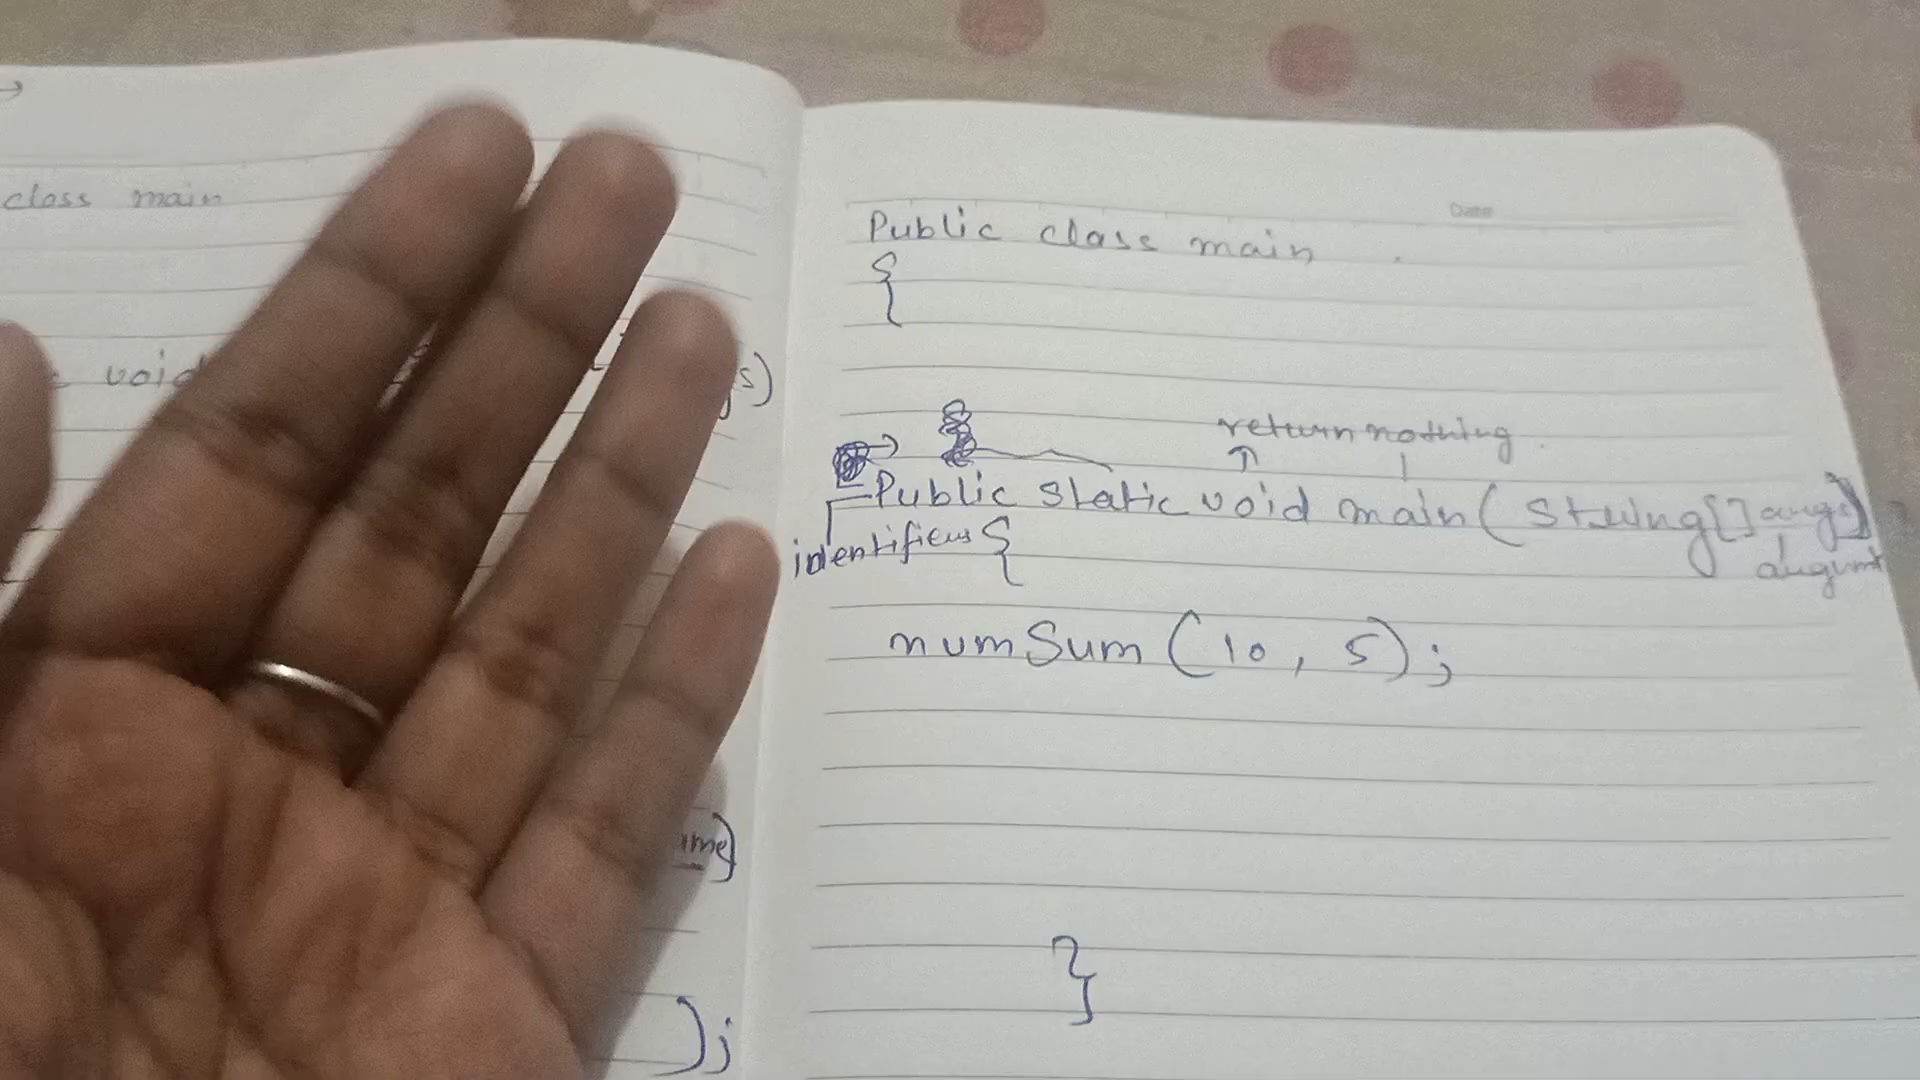 class main
void
s)
ame)
);
Date
Public class main
{
return nothing
Public static void main (String[] args)
identifiers {
numSum (10, 5);
}